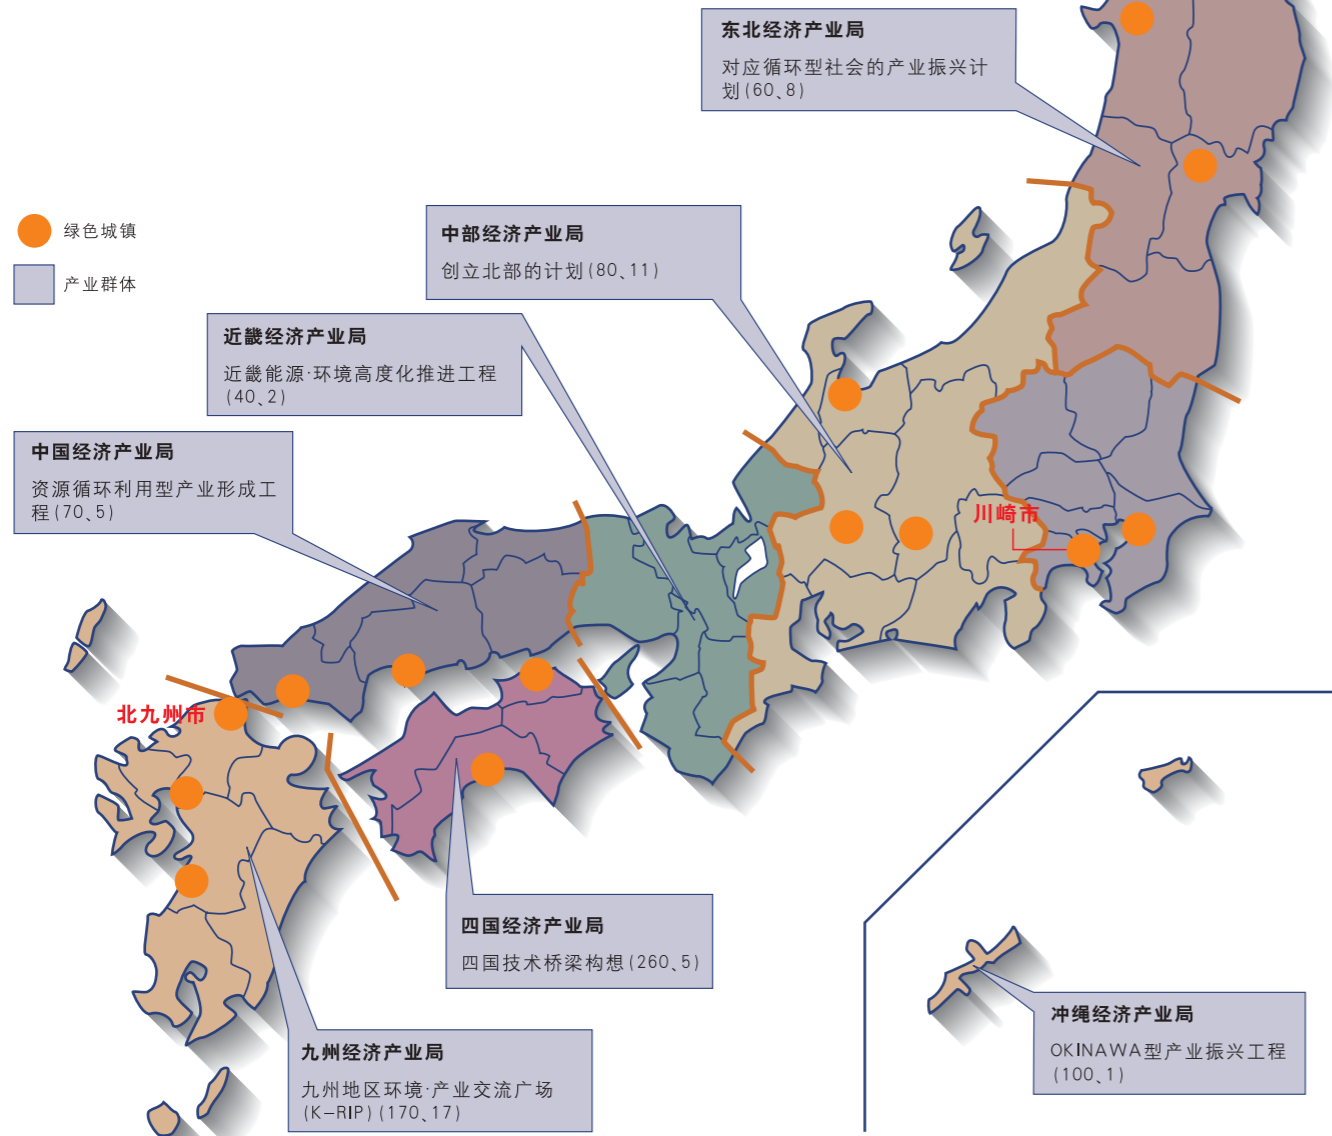 东北经济产业局
对应循环型社会的产业振兴计
划(60、8)
绿色城镇
产业群体
中部经济产业局
创立北部的计划(80、11)
近畿经济产业局
近畿能源·环境高度化推进工程
(40、2)
中国经济产业局
资源循环利用型产业形成工
程(70、5)
川崎市
北九州市
四国经济产业局
四国技术桥梁构想(260、5)
九州经济产业局
九州地区环境·产业交流广场
(K-RIP)(170、17)
冲绳经济产业局
OKINAWA型产业振兴工程
(100、1)